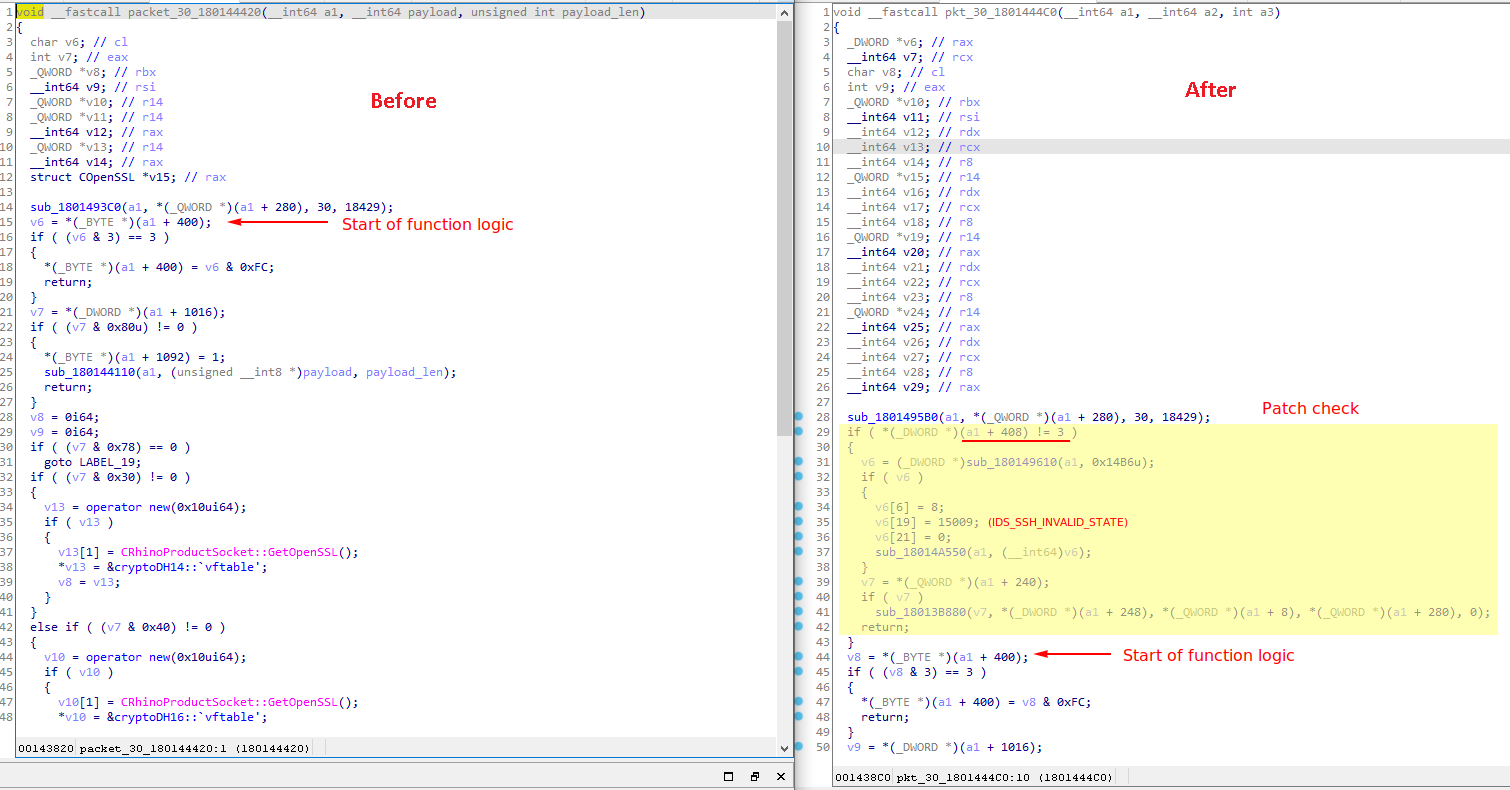 1 void __fastcall packet_30_180144420(__int64 a1, __int64 payload, unsigned int payload_len)
2 {
3 char v6; // cl
4 int v7; // eax
5 _QWORD *v8; // rbx
6 __int64 v9; // rsi
7 _QWORD *v10; // r14
8 _QWORD *v11; // r14
9 __int64 v12; // rax
10 _QWORD *v13; // r14
11 __int64 v14; // rax
12 struct COpenSSL *v15; // rax
13
14 sub_1801493C0(a1, *(_QWORD *)(a1 + 280), 30, 18429);
15 v6 = *(_BYTE *)(a1 + 400);
16 if ( (v6 & 3) == 3 )
17 {
18 *(_BYTE *)(a1 + 400) = v6 & 0xFC;
19 return;
20 }
21 v7 = *(_DWORD *)(a1 + 1016);
22 if ( (v7 & 0x80u) != 0 )
23 {
24 *(_BYTE *)(a1 + 1092) = 1;
25 sub_180144110(a1, (unsigned __int8 *)payload, payload_len);
26 return;
27 }
28 v8 = 0i64;
29 v9 = 0i64;
30 if ( (v7 & 0x78) == 0 )
31 goto LABEL_19;
32 if ( (v7 & 0x30) != 0 )
33 {
34 v13 = operator new(0x10ui64);
35 if ( v13 )
36 {
37 v13[1] = CRhinoProductSocket::GetOpenSSL();
38 *v13 = &cryptoDH14::`vftable';
39 v8 = v13;
40 }
41 }
42 else if ( (v7 & 0x40) != 0 )
43 {
44 v10 = operator new(0x10ui64);
45 if ( v10 )
46 {
47 v10[1] = CRhinoProductSocket::GetOpenSSL();
48 *v10 = &cryptoDH16::`vftable';
00143820 packet_30_180144420:1 (180144420)
Before
Start of function logic
1 void __fastcall pkt_30_1801444C0(__int64 a1, __int64 a2, int a3)
2 {
3 _DWORD *v6; // rax
4 __int64 v7; // rcx
5 char v8; // cl
6 int v9; // eax
7 _QWORD *v10; // rbx
8 __int64 v11; // rsi
9 __int64 v12; // rdx
10 __int64 v13; // rcx
11 __int64 v14; // r8
12 _QWORD *v15; // r14
13 __int64 v16; // rdx
14 __int64 v17; // rcx
15 __int64 v18; // r8
16 _QWORD *v19; // r14
17 __int64 v20; // rax
18 __int64 v21; // rdx
19 __int64 v22; // rcx
20 __int64 v23; // r8
21 _QWORD *v24; // r14
22 __int64 v25; // rax
23 __int64 v26; // rdx
24 __int64 v27; // rcx
25 __int64 v28; // r8
26 __int64 v29; // rax
27
28 sub_1801495B0(a1, *(_QWORD *)(a1 + 280), 30, 18429);
29 if ( *(_DWORD *)(a1 + 408) != 3 )
30 {
31 v6 = (_DWORD *)sub_180149610(a1, 0x14B6u);
32 if ( v6 )
33 {
34 v6[6] = 8;
35 v6[19] = 15009; (IDS_SSH_INVALID_STATE)
36 v6[21] = 0;
37 sub_18014A550(a1, (__int64)v6);
38 }
39 v7 = *(_QWORD *)(a1 + 240);
40 if ( v7 )
41 sub_18013B880(v7, *(_DWORD *)(a1 + 248), *(_QWORD *)(a1 + 8), *(_QWORD *)(a1 + 280), 0);
42 return;
43 }
44 v8 = *(_BYTE *)(a1 + 400);
45 if ( (v8 & 3) == 3 )
46 {
47 *(_BYTE *)(a1 + 400) = v8 & 0xFC;
48 return;
49 }
50 v9 = *(_DWORD *)(a1 + 1016);
001438C0 pkt_30_1801444C0:10 (1801444C0)
After
Patch check
Start of function logic